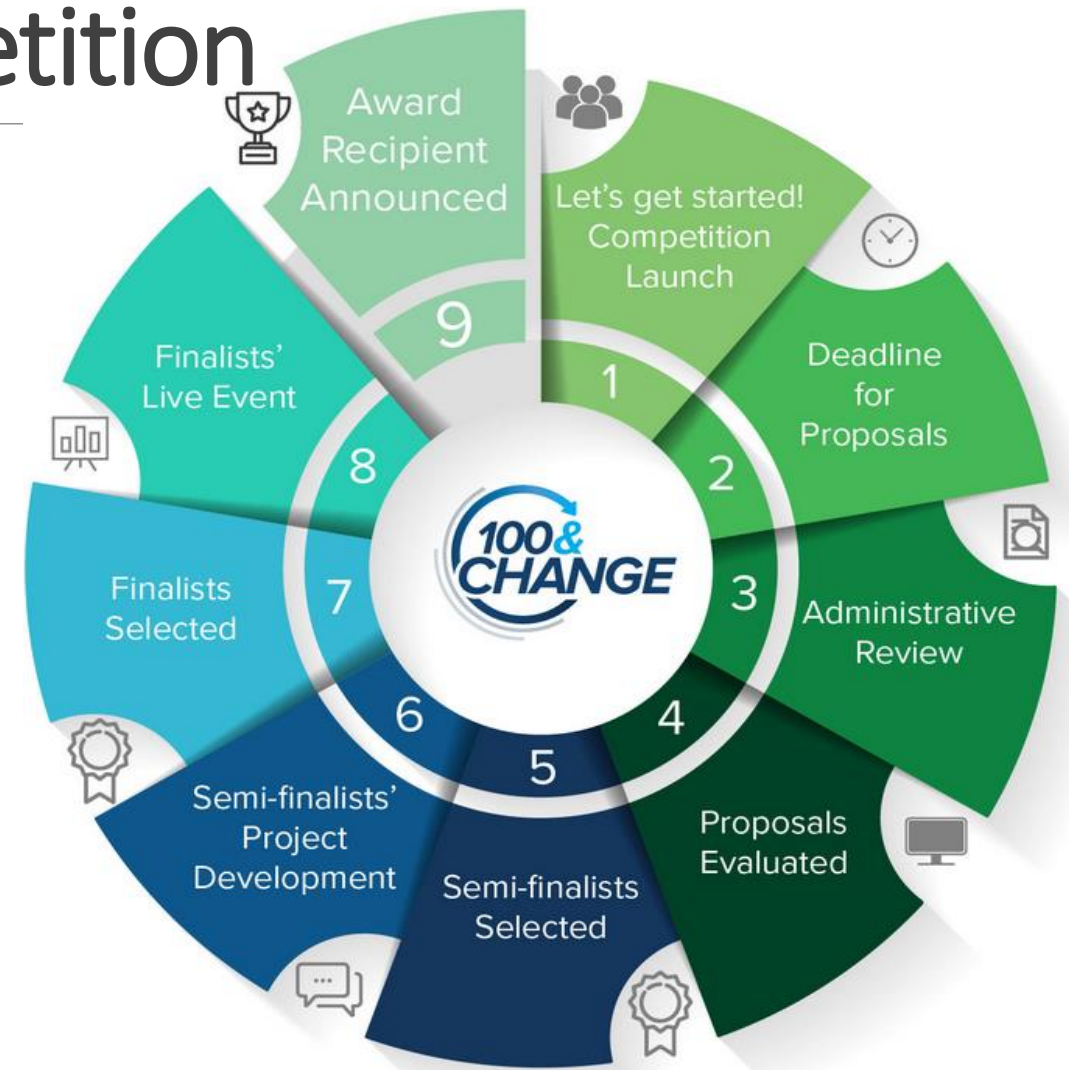 etition
Let's get started!
Competition
Launch
1
Deadline
for
Proposals
2
Administrative
Review
3
Proposals
Evaluated
4
Semi-finalists
Selected
5
Semi-finalists'
Project
Development
6
Finalists
Selected
7
Finalists'
Live Event
8
Award
Recipient
Announced
9
100&
CHANGE